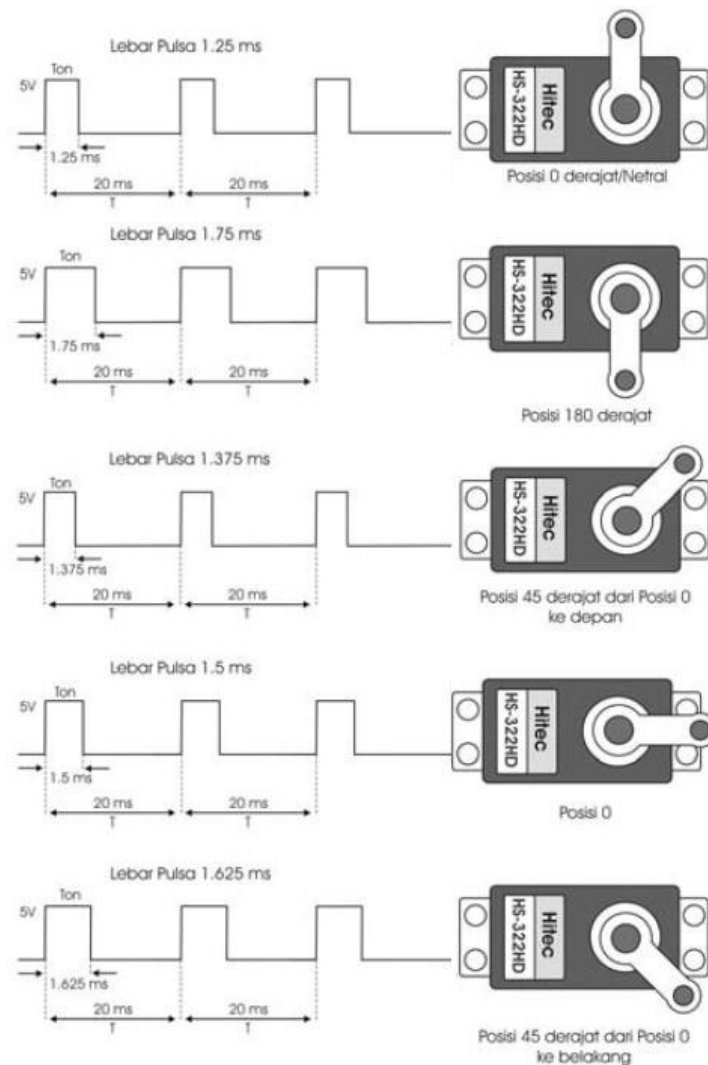 Lebar Pulsa 1.25 ms
Ton
5V
1.25 ms
20 ms
20 ms
T
T
Hitec
HS-322HD
Posisi 0 derajat/Netral
Lebar Pulsa 1.75 ms
Ton
5V
1.75 ms
20 ms
20 ms
T
T
Hitec
HS-322HD
Posisi 180 derajat
Lebar Pulsa 1.375 ms
Ton
5V
1.375 ms
20 ms
20 ms
T
T
Hitec
HS-322HD
Posisi 45 derajat dari Posisi 0
ke depan
Lebar Pulsa 1.5 ms
Ton
5V
1.5 ms
20 ms
20 ms
T
T
Hitec
HS-322HD
Posisi 0
Lebar Pulsa 1.625 ms
Ton
5V
1.625 ms
20 ms
20 ms
T
T
Hitec
HS-322HD
Posisi 45 derajat dari Posisi 0
ke belakang